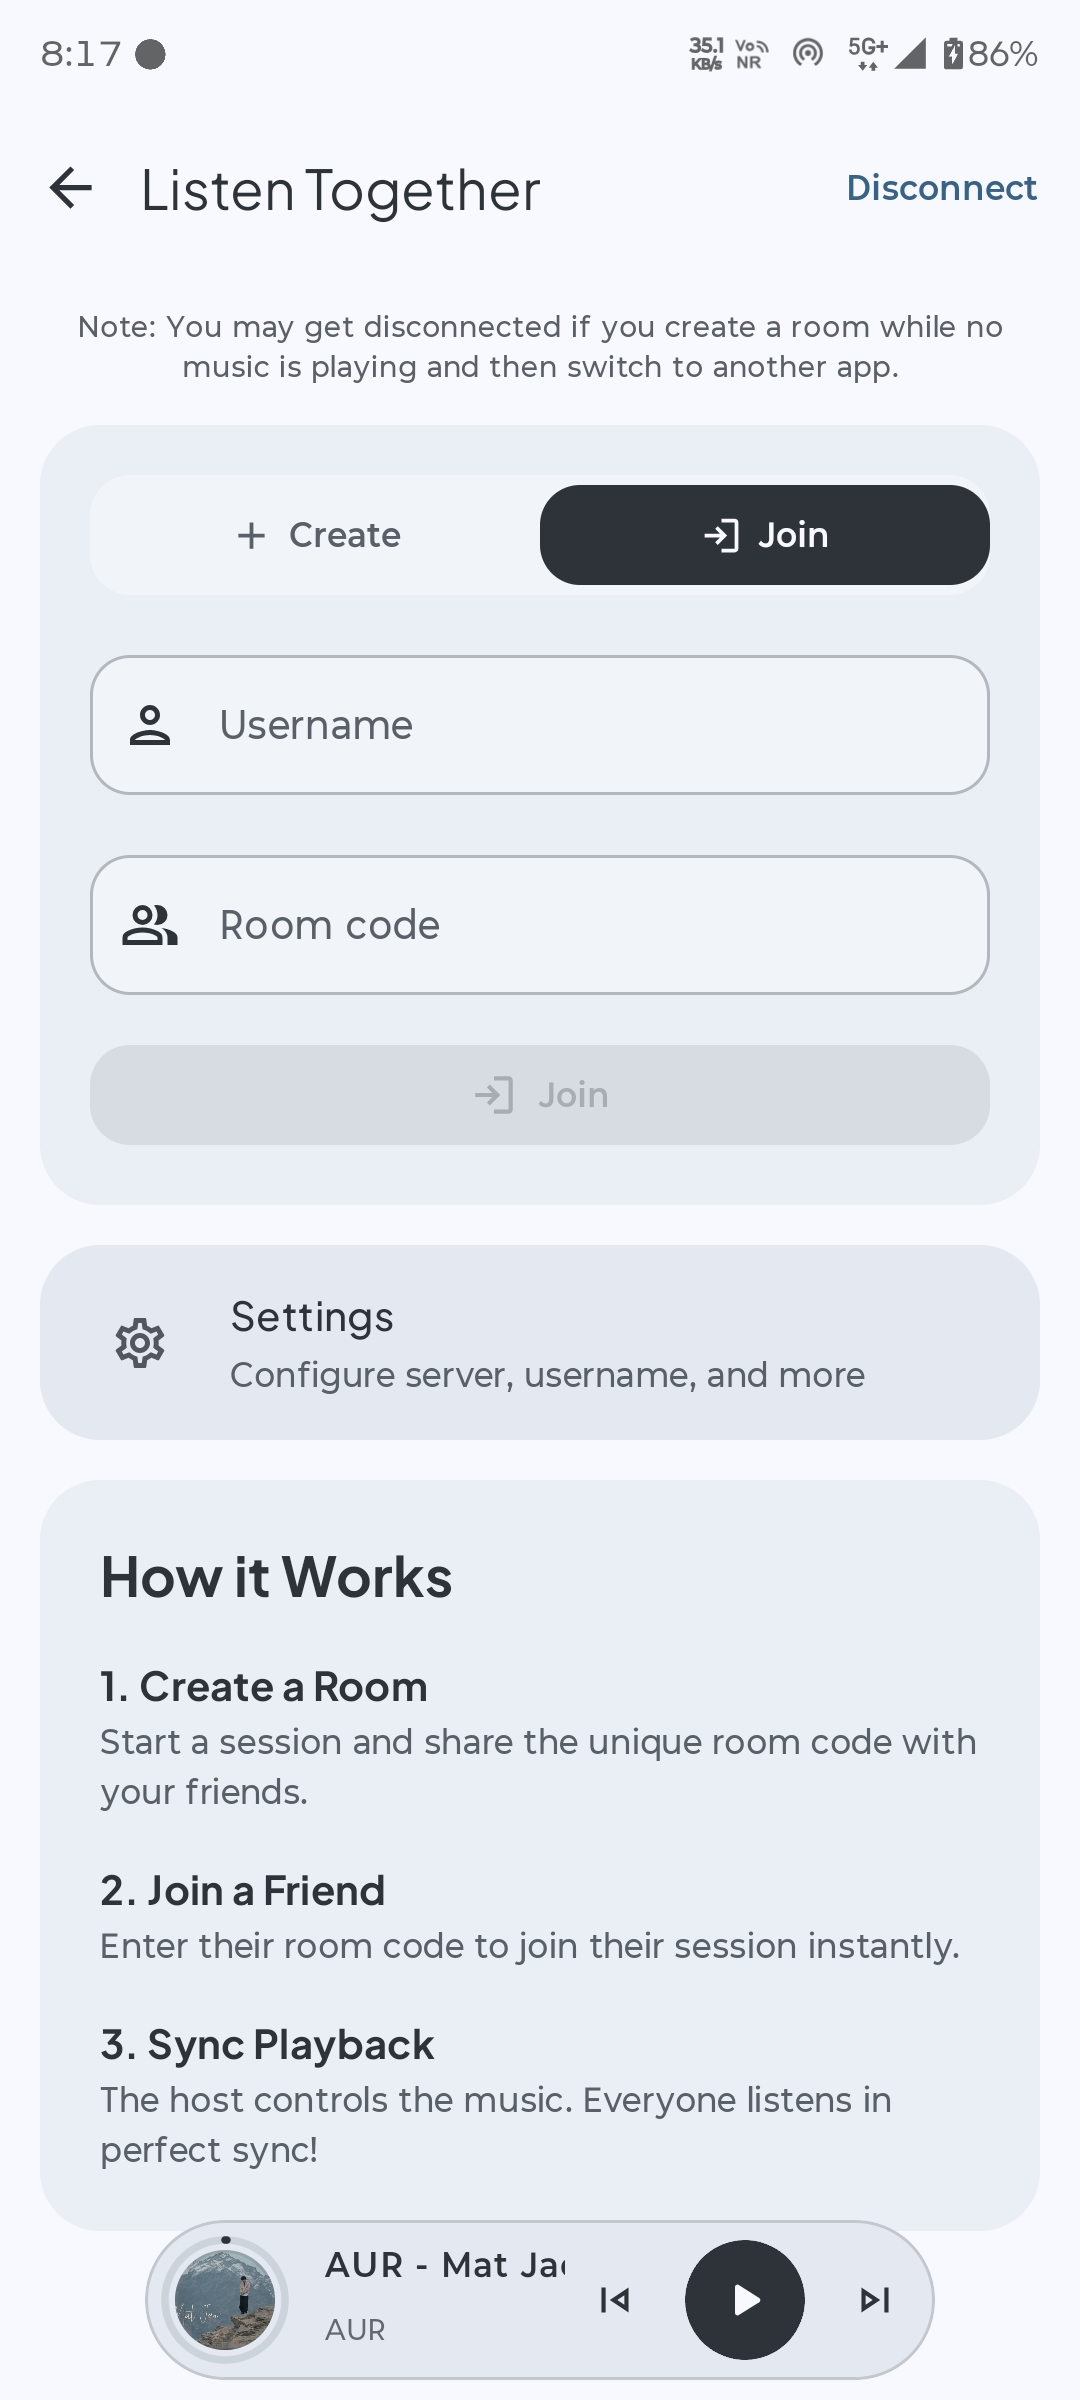 8:17
35.1 KB/s Vo NR 5G+ 86%
Listen Together
Disconnect
Note: You may get disconnected if you create a room while no
music is playing and then switch to another app.
Create
Join
Username
Room code
Join
Settings
Configure server, username, and more
How it Works
1. Create a Room
Start a session and share the unique room code with
your friends.
2. Join a Friend
Enter their room code to join their session instantly.
3. Sync Playback
The host controls the music. Everyone listens in
perfect sync!
AUR - Mat
AUR